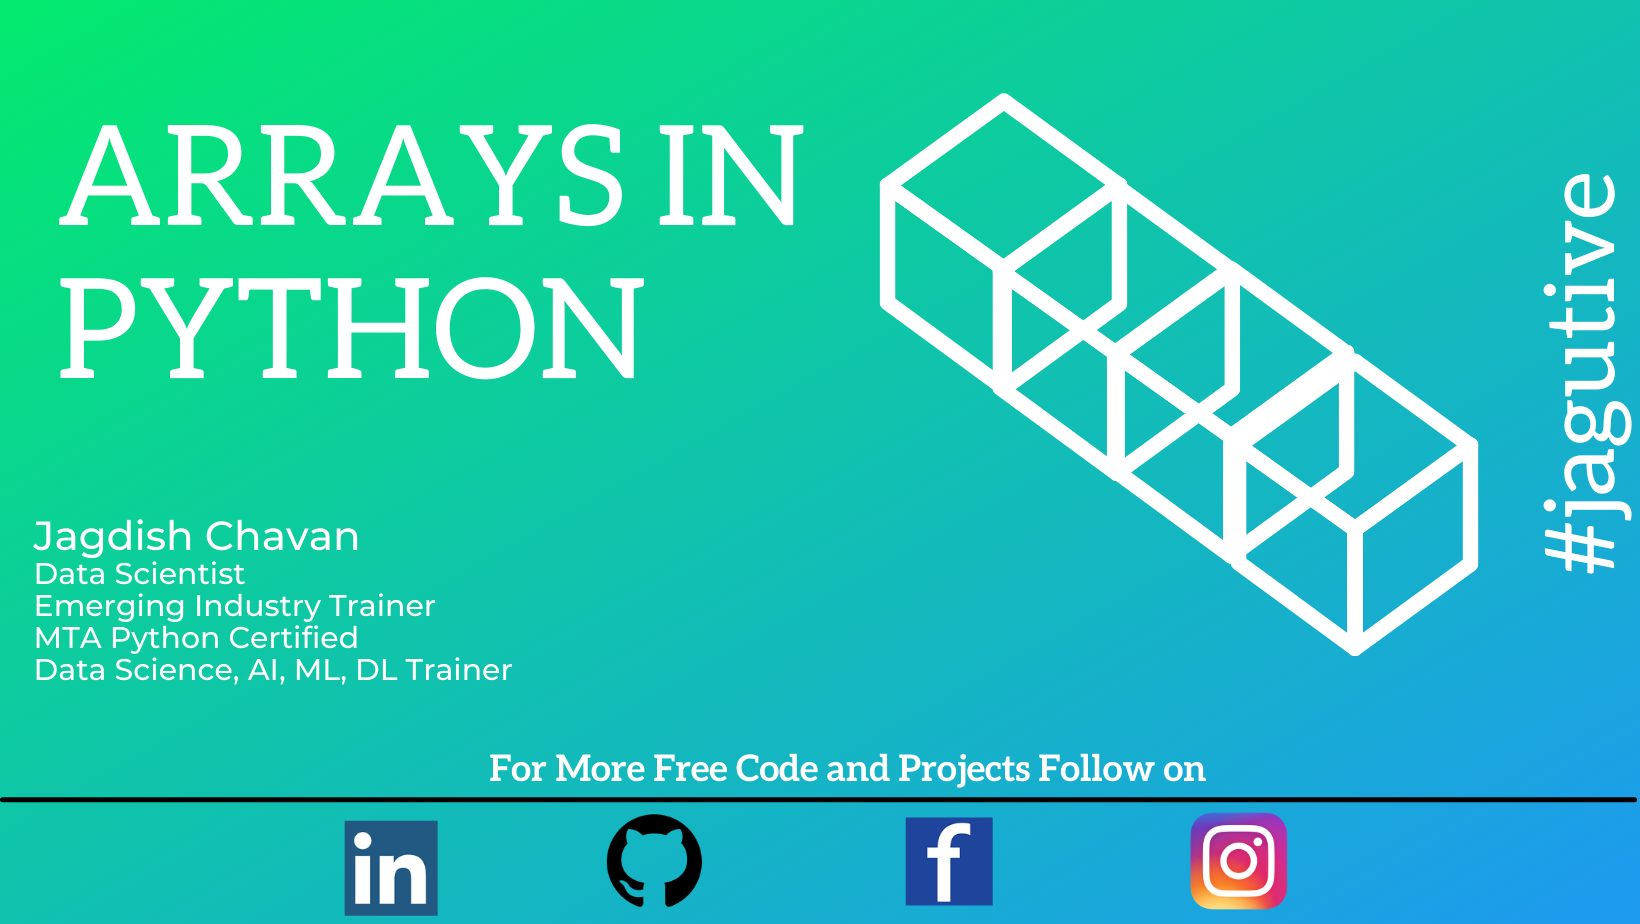 ARRAYS IN
PYTHON
#jagutive
Jagdish Chavan
Data Scientist
Emerging Industry Trainer
MTA Python Certified
Data Science, AI, ML, DL Trainer
For More Free Code and Projects Follow on
in
f